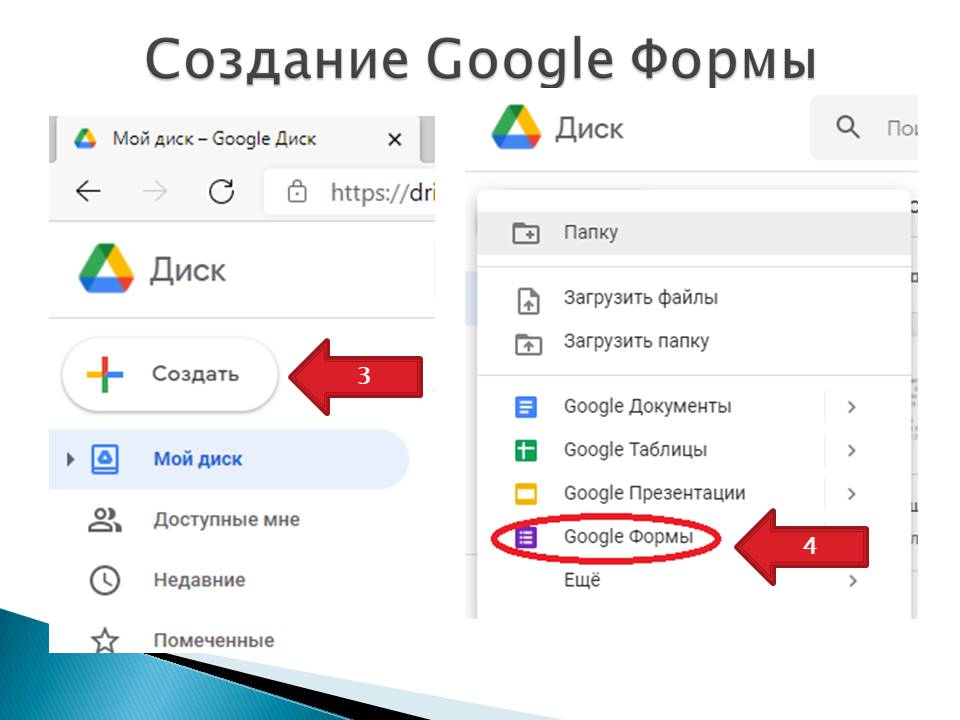 Создание Google Формы
Мой диск – Google Диск
https://dri
Диск
Создать
3
Мой диск
Доступные мне
Недавние
Помеченные
Диск
Пои
Папку
Загрузить файлы
Загрузить папку
Google Документы
Google Таблицы
Google Презентации
Google Формы
4
Ещё